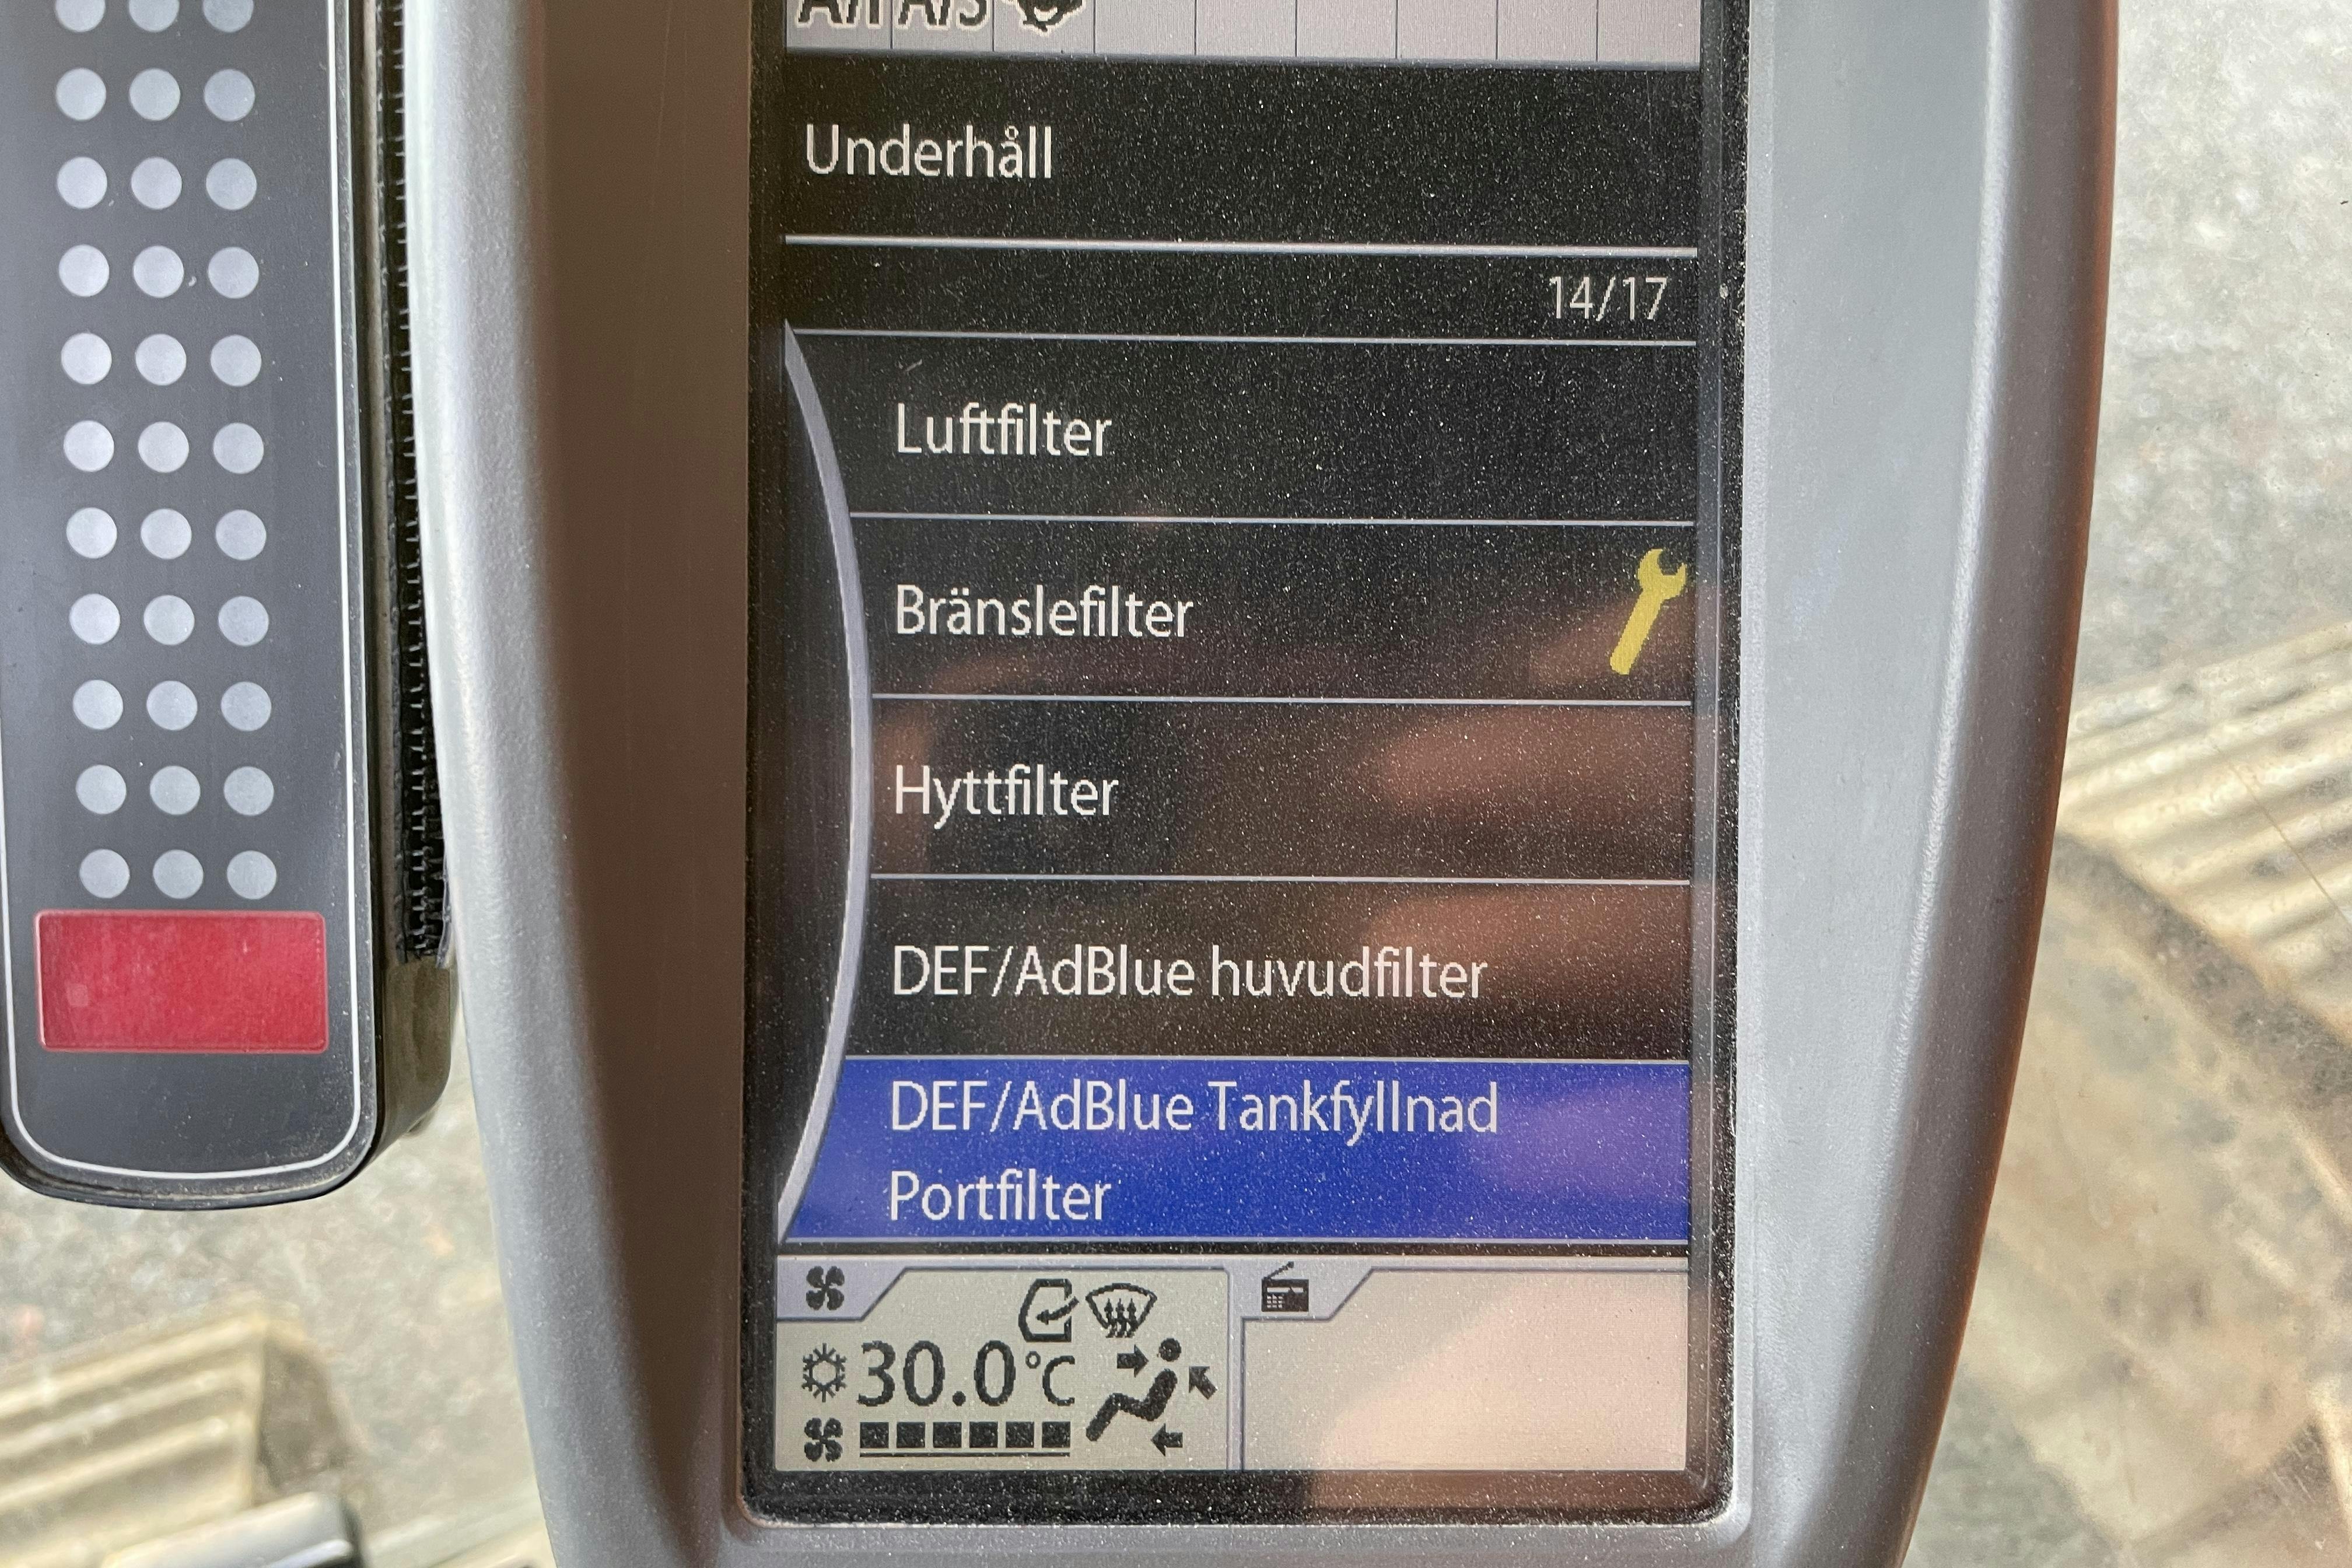 Underhåll
14/17
Luftfilter
Bränslefilter
Hyttfilter
DEF/AdBlue huvudfilter
DEF/AdBlue Tankfyllnad
Portfilter
30.0°C